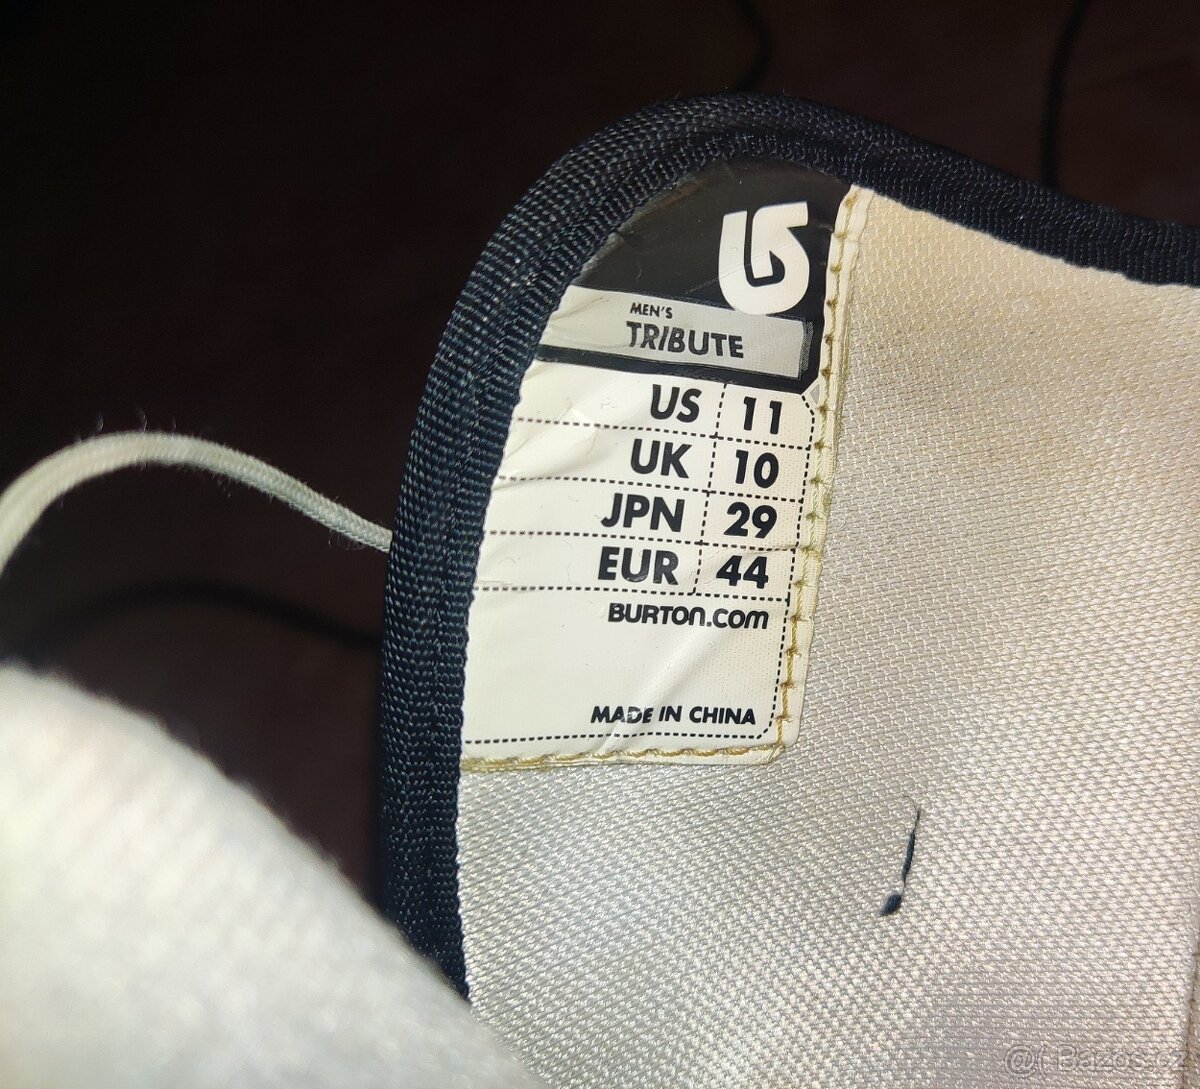 MEN'S
TRIBUTE
US 11
UK 10
JPN 29
EUR 44
BURTON.COM
MADE IN CHINA
Bazos.cz